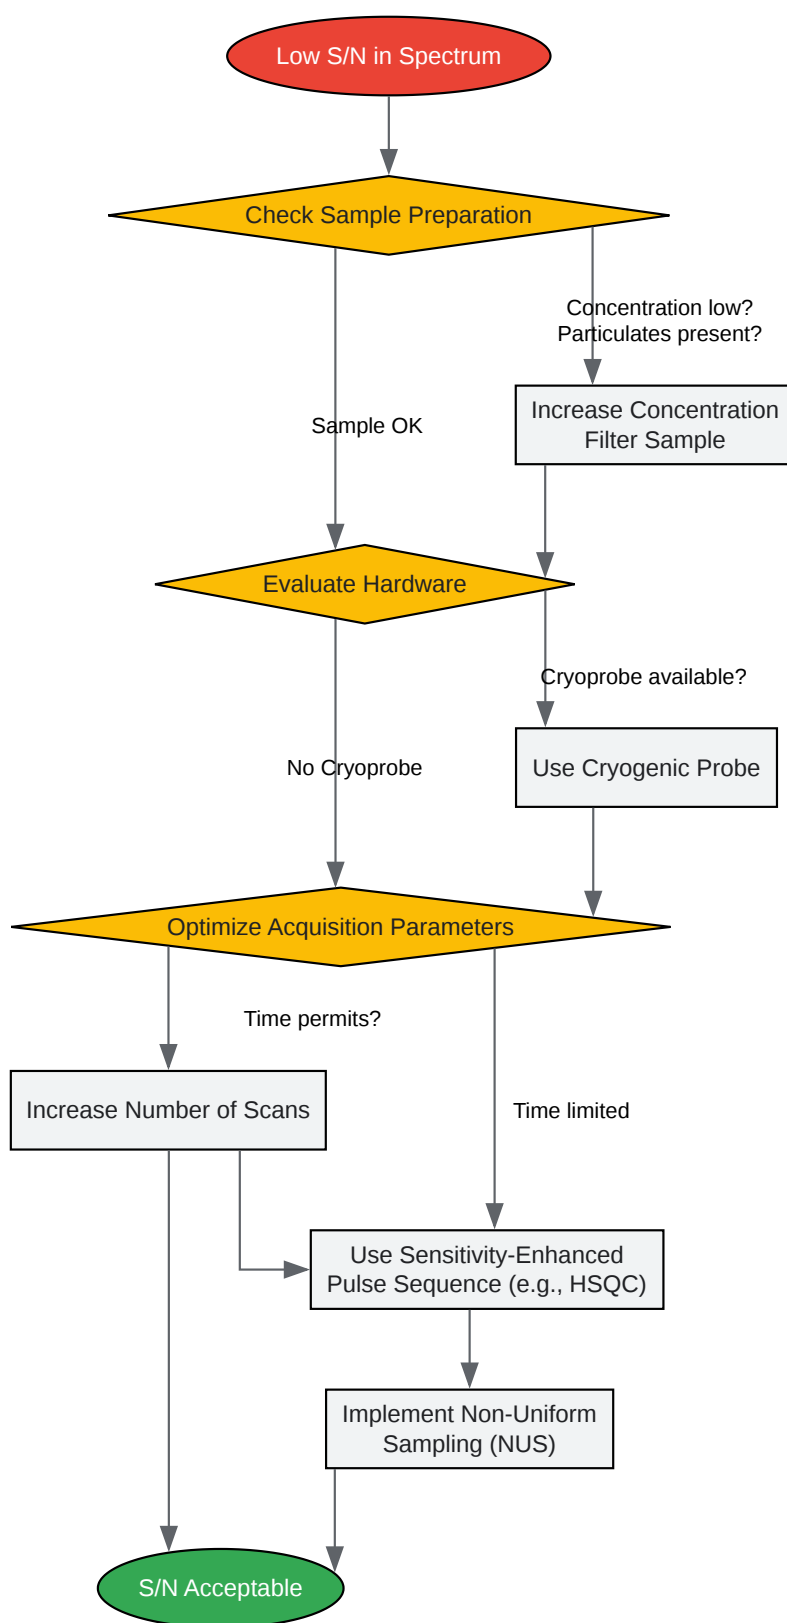 Low S/N in Spectrum
Check Sample Preparation
Concentration low?
Particulates present?
Increase Concentration
Filter Sample
Sample OK
Evaluate Hardware
Cryoprobe available?
No Cryoprobe
Use Cryogenic Probe
Optimize Acquisition Parameters
Time permits?
Increase Number of Scans
Time limited
Use Sensitivity-Enhanced
Pulse Sequence (e.g., HSQC)
Implement Non-Uniform
Sampling (NUS)
S/N Acceptable